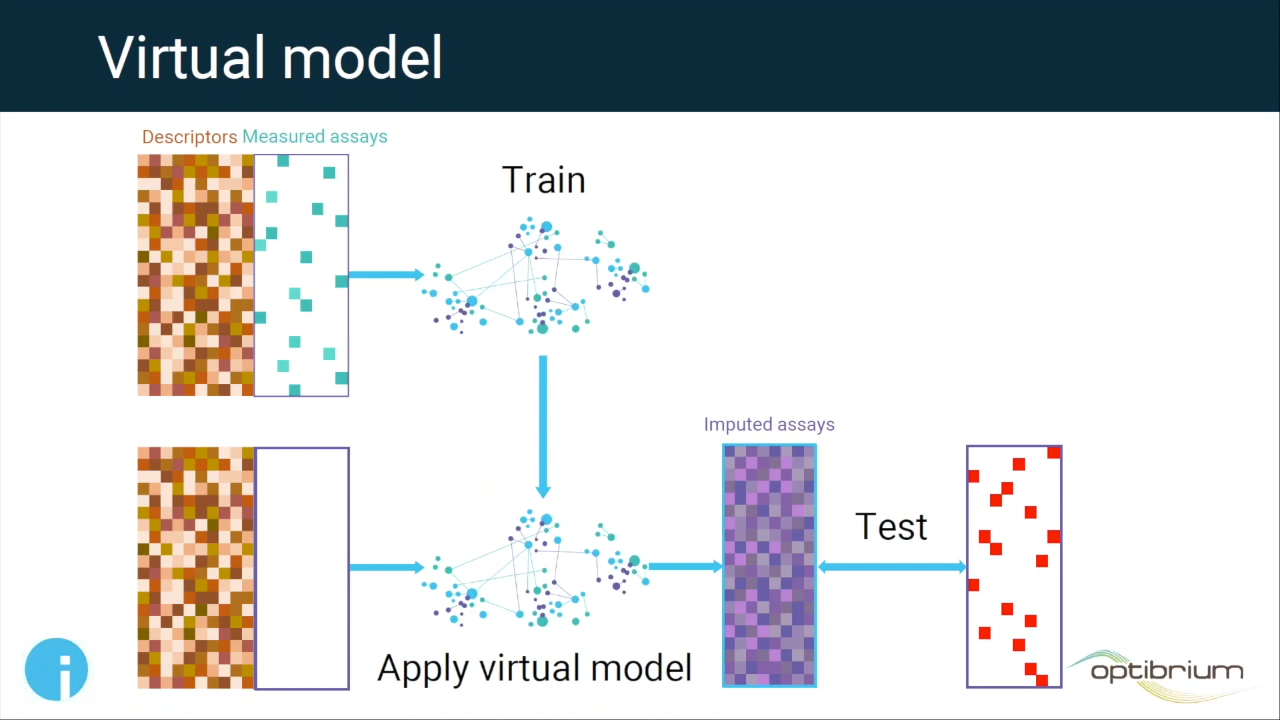 Virtual model
Descriptors Measured assays
Train
Imputed assays
Test
Apply virtual model
i
optibrium